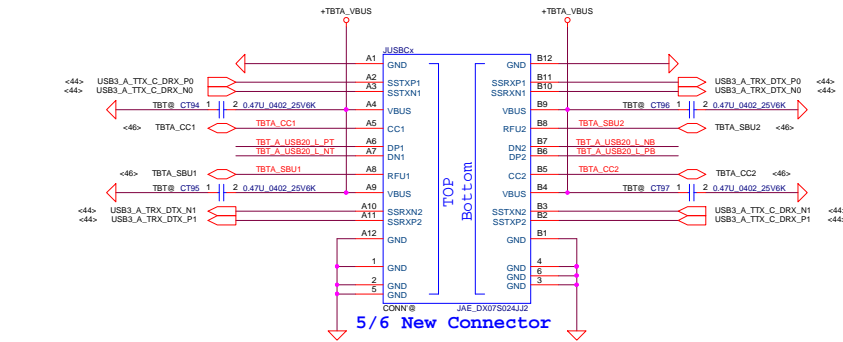 +TBTA_VBUS +TBTA_VBUS
JUSBCx
A1 GND GND B12
<44> USB3_A_TTX_C_DRX_P0 A2 SSTXP1 SSRXP1 B11 USB3_A_TRX_DTX_P0 <44>
<44> USB3_A_TTX_C_DRX_N0 A3 SSTXN1 SSRXN1 B10 USB3_A_TRX_DTX_N0 <44>
TBT@ CT94 1 2 0.47U_0402_25V6K A4 VBUS VBUS B9 TBT@ CT96 1 2 0.47U_0402_25V6K
<46> TBTA_CC1 TBTA_CC1 A5 CC1 RFU2 B8 TBTA_SBU2 TBTA_SBU2 <46>
TBT_A_USB20_L_PT A6 DP1 DN2 B7 TBT_A_USB20_L_NB
TBT_A_USB20_L_NT A7 DN1 DP2 B6 TBT_A_USB20_L_PB
<46> TBTA_SBU1 TBTA_SBU1 A8 RFU1 CC2 B5 TBTA_CC2 TBTA_CC2 <46>
TBT@ CT95 1 2 0.47U_0402_25V6K A9 VBUS VBUS B4 TBT@ CT97 1 2 0.47U_0402_25V6K
TOP
Bottom
<44> USB3_A_TRX_DTX_N1 A10 SSRXN2 SSTXN2 B3 USB3_A_TTX_C_DRX_N1 <44>
<44> USB3_A_TRX_DTX_P1 A11 SSRXP2 SSTXP2 B2 USB3_A_TTX_C_DRX_P1 <44>
A12 GND GND B1
1 GND GND 4
GND 6
2 GND GND 3
5 GND
CONN'@ JAE_DX07S024JJ2
5/6 New Connector